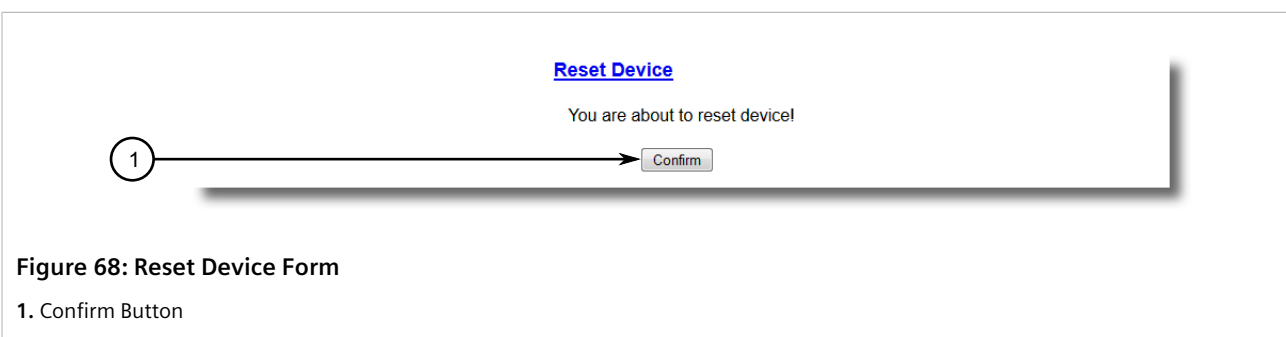 Reset Device
You are about to reset device!
1
Confirm
Figure 68: Reset Device Form
1. Confirm Button